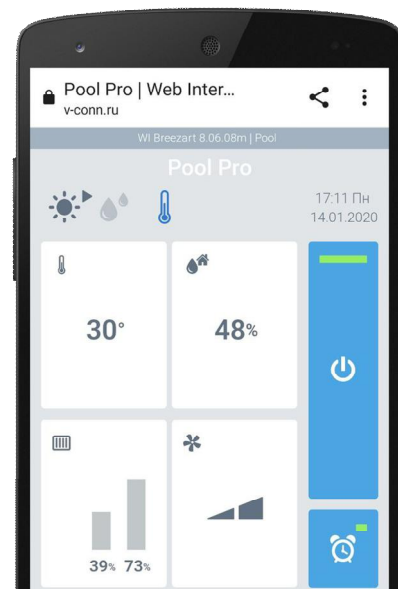 Pool Pro | Web Inter...
v-conn.ru
WI Breezart 8.06.08m | Pool
Pool Pro
17:11 Пн
14.01.2020
30°
48%
39% 73%